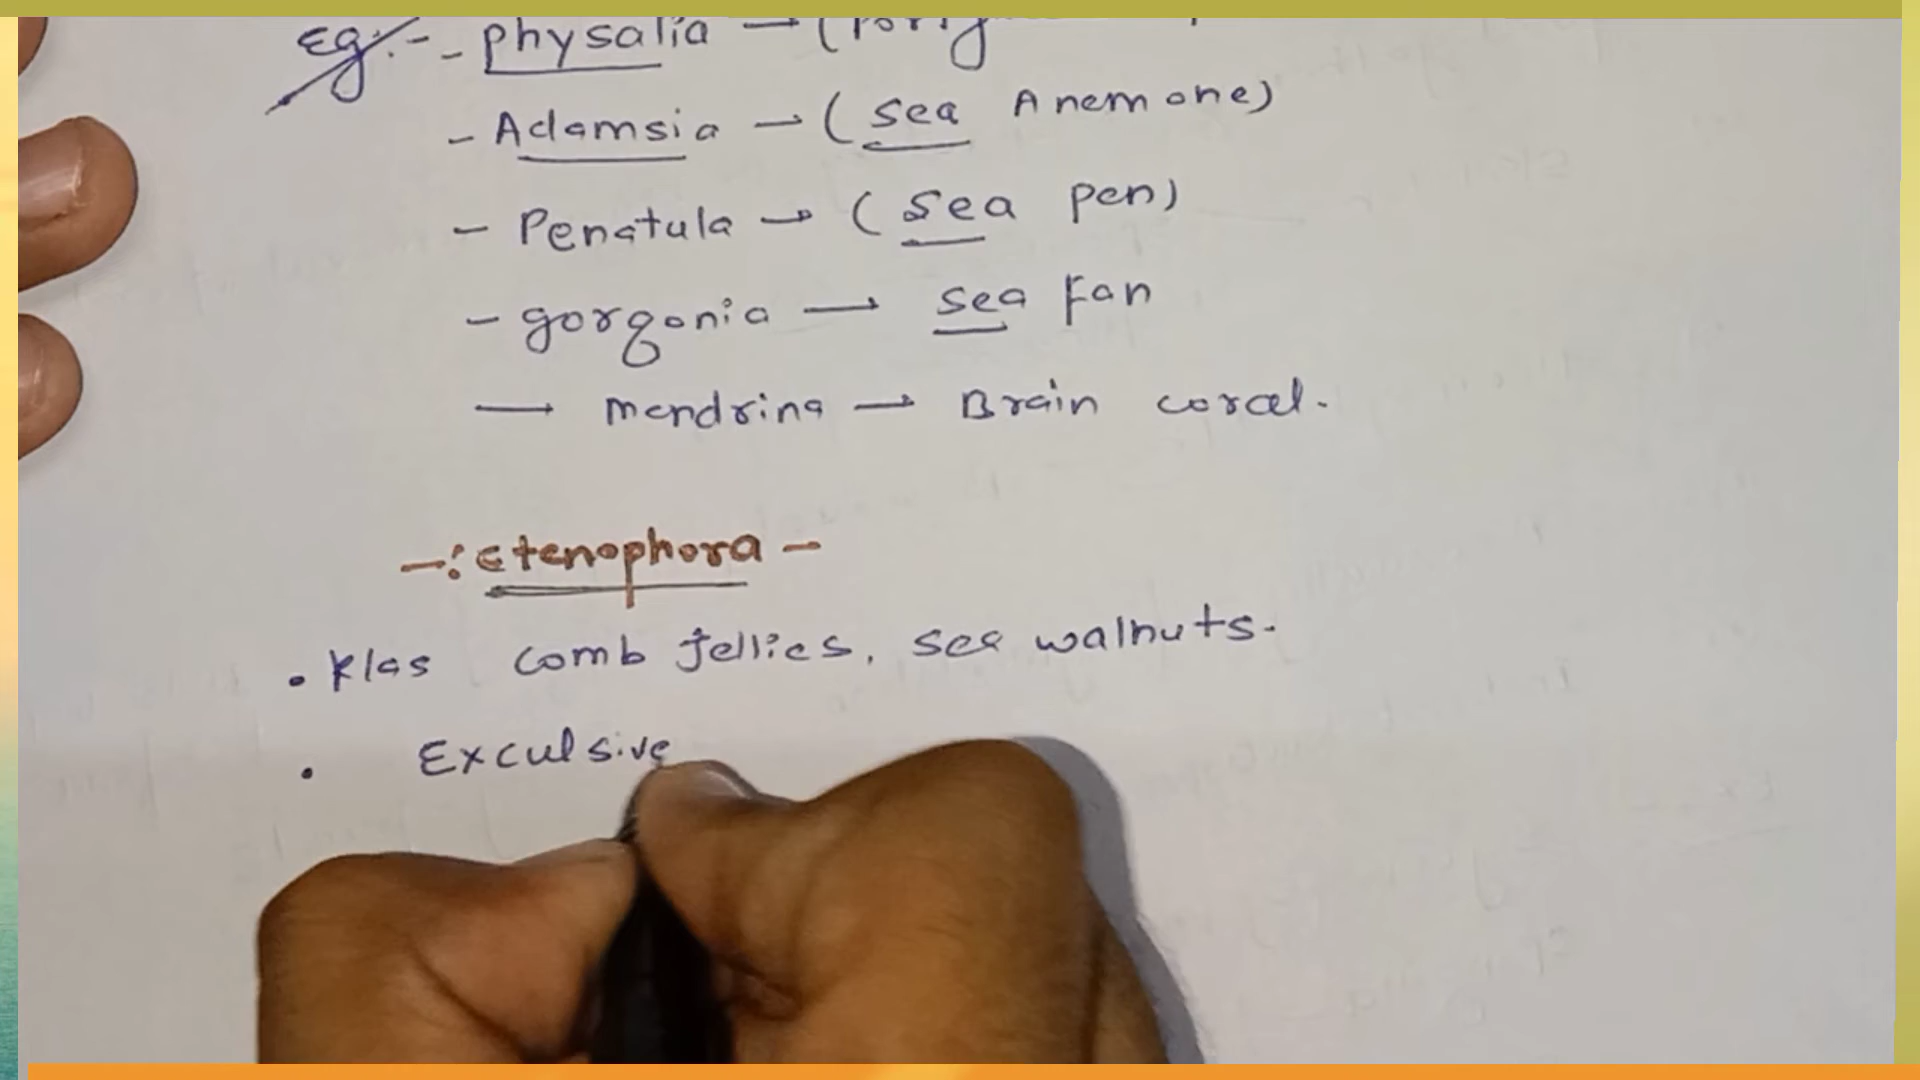 Eg:- - Physalia → (
- Adamsia → ( Sea Anemone)
- Penatula → ( Sea pen)
- gorgonia → Sea Fan
→ mendrina → Brain coral.
-: ctenophora -
• k/as comb jellies, sea walnuts.
• Exculsive